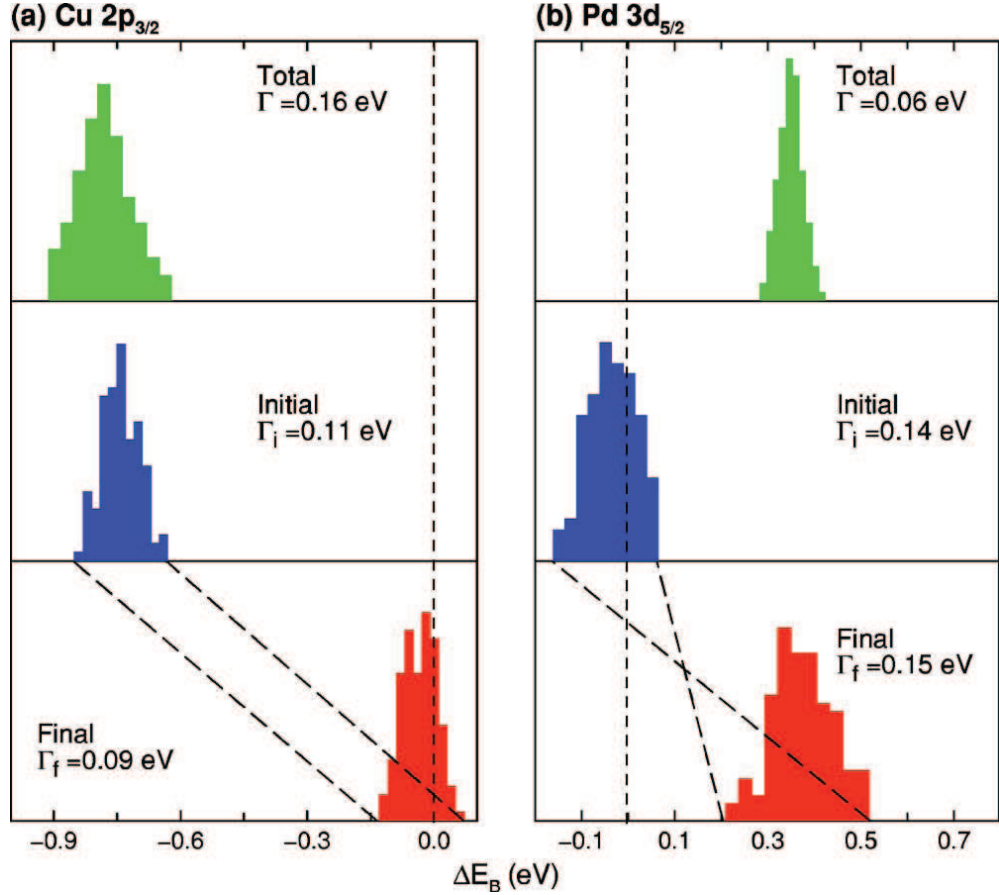 (a) Cu 2p3/2
Total
Γ =0.16 eV
Initial
Γi =0.11 eV
Final
Γf =0.09 eV
−0.9 −0.6 −0.3 0.0
(b) Pd 3d5/2
Total
Γ =0.06 eV
Initial
Γi =0.14 eV
Final
Γf =0.15 eV
−0.1 0.1 0.3 0.5 0.7
ΔEB (eV)